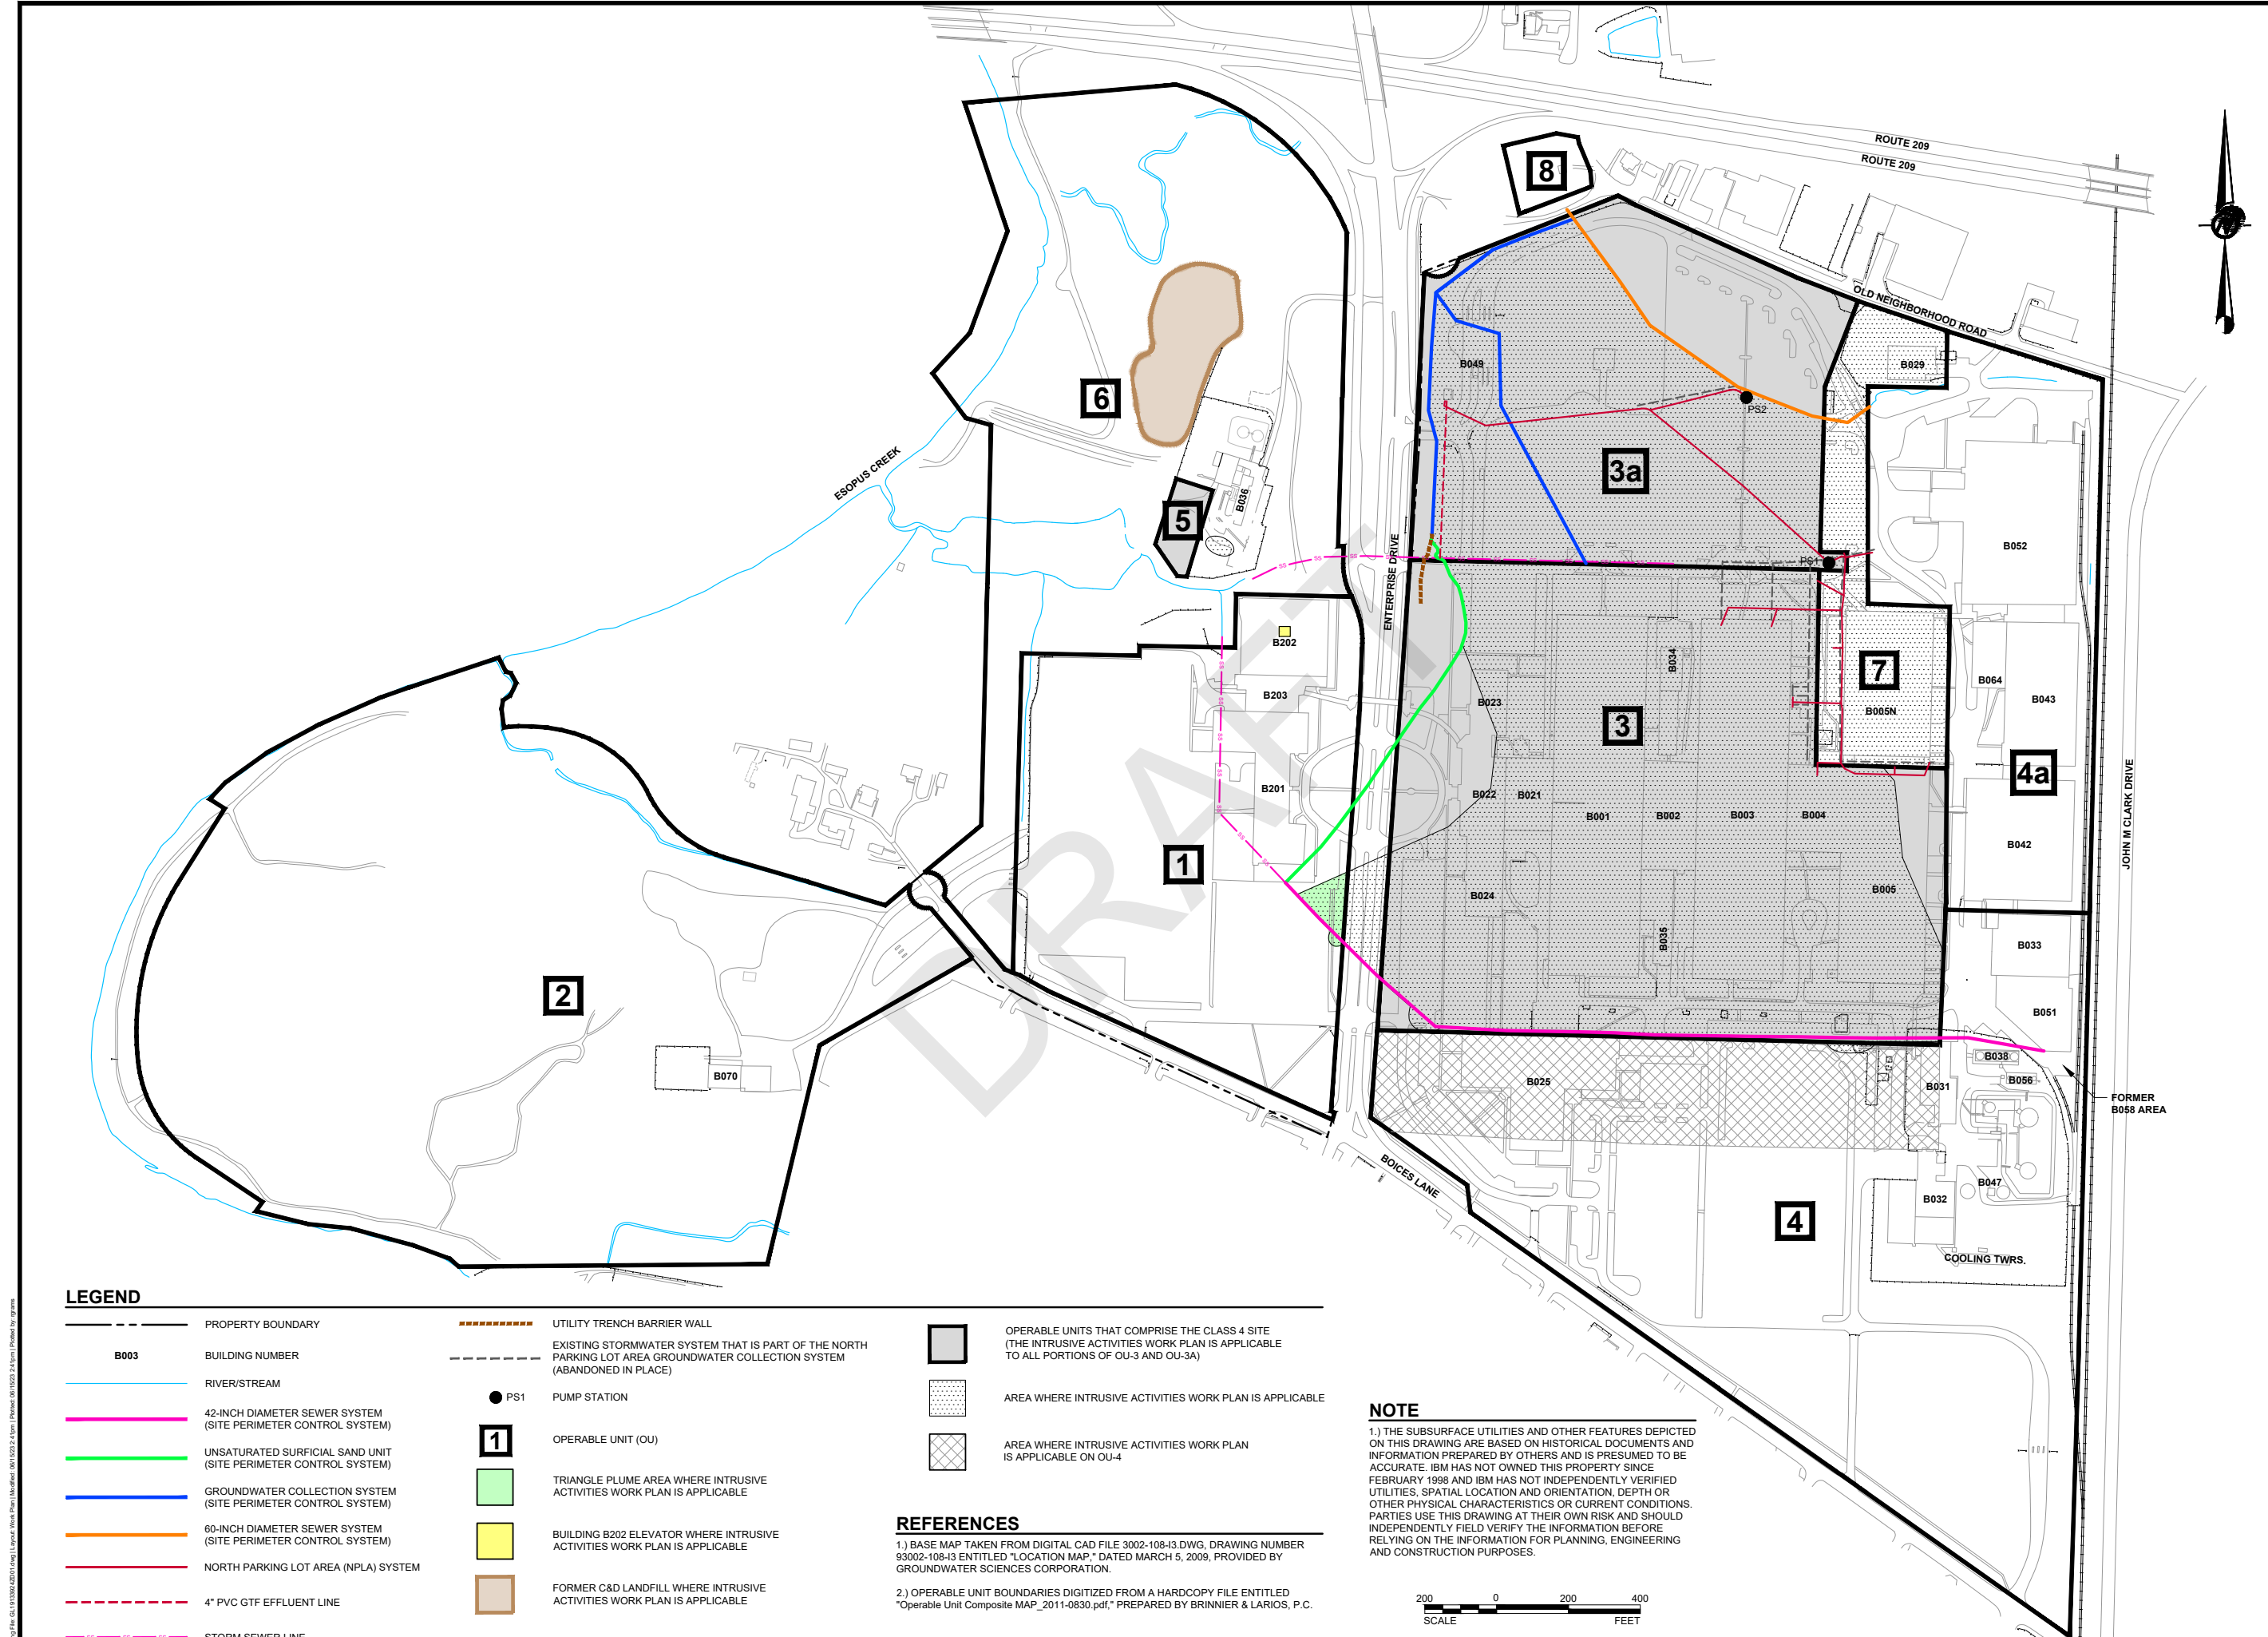 ROUTE 209
ROUTE 209
8
OLD NEIGHBORHOOD ROAD
B029
B049
PS2
6
3a
ESOPUS CREEK
5
B036
B052
ENTERPRISE DRIVE
PS1
B202
B034
7
B064
B203
B023
3
B005N
B043
4a
B201
B022
B021
B001
B002
B003
B004
JOHN M CLARK DRIVE
B042
1
B024
B005
B035
B033
2
B051
B070
B025
B038
B031
B056
FORMER
B058 AREA
BOICES LANE
B047
B032
4
COOLING TWRS.
DRAFT
LEGEND
PROPERTY BOUNDARY
B003
BUILDING NUMBER
RIVER/STREAM
42-INCH DIAMETER SEWER SYSTEM
(SITE PERIMETER CONTROL SYSTEM)
UNSATURATED SURFICIAL SAND UNIT
(SITE PERIMETER CONTROL SYSTEM)
GROUNDWATER COLLECTION SYSTEM
(SITE PERIMETER CONTROL SYSTEM)
60-INCH DIAMETER SEWER SYSTEM
(SITE PERIMETER CONTROL SYSTEM)
NORTH PARKING LOT AREA (NPLA) SYSTEM
4" PVC GTF EFFLUENT LINE
STORM SEWER LINE
UTILITY TRENCH BARRIER WALL
EXISTING STORMWATER SYSTEM THAT IS PART OF THE NORTH
PARKING LOT AREA GROUNDWATER COLLECTION SYSTEM
(ABANDONED IN PLACE)
PS1
PUMP STATION
1
OPERABLE UNIT (OU)
TRIANGLE PLUME AREA WHERE INTRUSIVE
ACTIVITIES WORK PLAN IS APPLICABLE
BUILDING B202 ELEVATOR WHERE INTRUSIVE
ACTIVITIES WORK PLAN IS APPLICABLE
FORMER C&D LANDFILL WHERE INTRUSIVE
ACTIVITIES WORK PLAN IS APPLICABLE
OPERABLE UNITS THAT COMPRISE THE CLASS 4 SITE
(THE INTRUSIVE ACTIVITIES WORK PLAN IS APPLICABLE
TO ALL PORTIONS OF OU-3 AND OU-3A)
AREA WHERE INTRUSIVE ACTIVITIES WORK PLAN IS APPLICABLE
AREA WHERE INTRUSIVE ACTIVITIES WORK PLAN
IS APPLICABLE ON OU-4
REFERENCES
1.) BASE MAP TAKEN FROM DIGITAL CAD FILE 3002-108-I3.DWG, DRAWING NUMBER
93002-108-I3 ENTITLED "LOCATION MAP," DATED MARCH 5, 2009, PROVIDED BY
GROUNDWATER SCIENCES CORPORATION.
2.) OPERABLE UNIT BOUNDARIES DIGITIZED FROM A HARDCOPY FILE ENTITLED
"Operable Unit Composite MAP_2011-0830.pdf," PREPARED BY BRINNIER & LARIOS, P.C.
NOTE
1.) THE SUBSURFACE UTILITIES AND OTHER FEATURES DEPICTED
ON THIS DRAWING ARE BASED ON HISTORICAL DOCUMENTS AND
INFORMATION PREPARED BY OTHERS AND IS PRESUMED TO BE
ACCURATE. IBM HAS NOT OWNED THIS PROPERTY SINCE
FEBRUARY 1998 AND IBM HAS NOT INDEPENDENTLY VERIFIED
UTILITIES, SPATIAL LOCATION AND ORIENTATION, DEPTH OR
OTHER PHYSICAL CHARACTERISTICS OR CURRENT CONDITIONS.
PARTIES USE THIS DRAWING AT THEIR OWN RISK AND SHOULD
INDEPENDENTLY FIELD VERIFY THE INFORMATION BEFORE
RELYING ON THE INFORMATION FOR PLANNING, ENGINEERING
AND CONSTRUCTION PURPOSES.
200 0 200 400
SCALE FEET